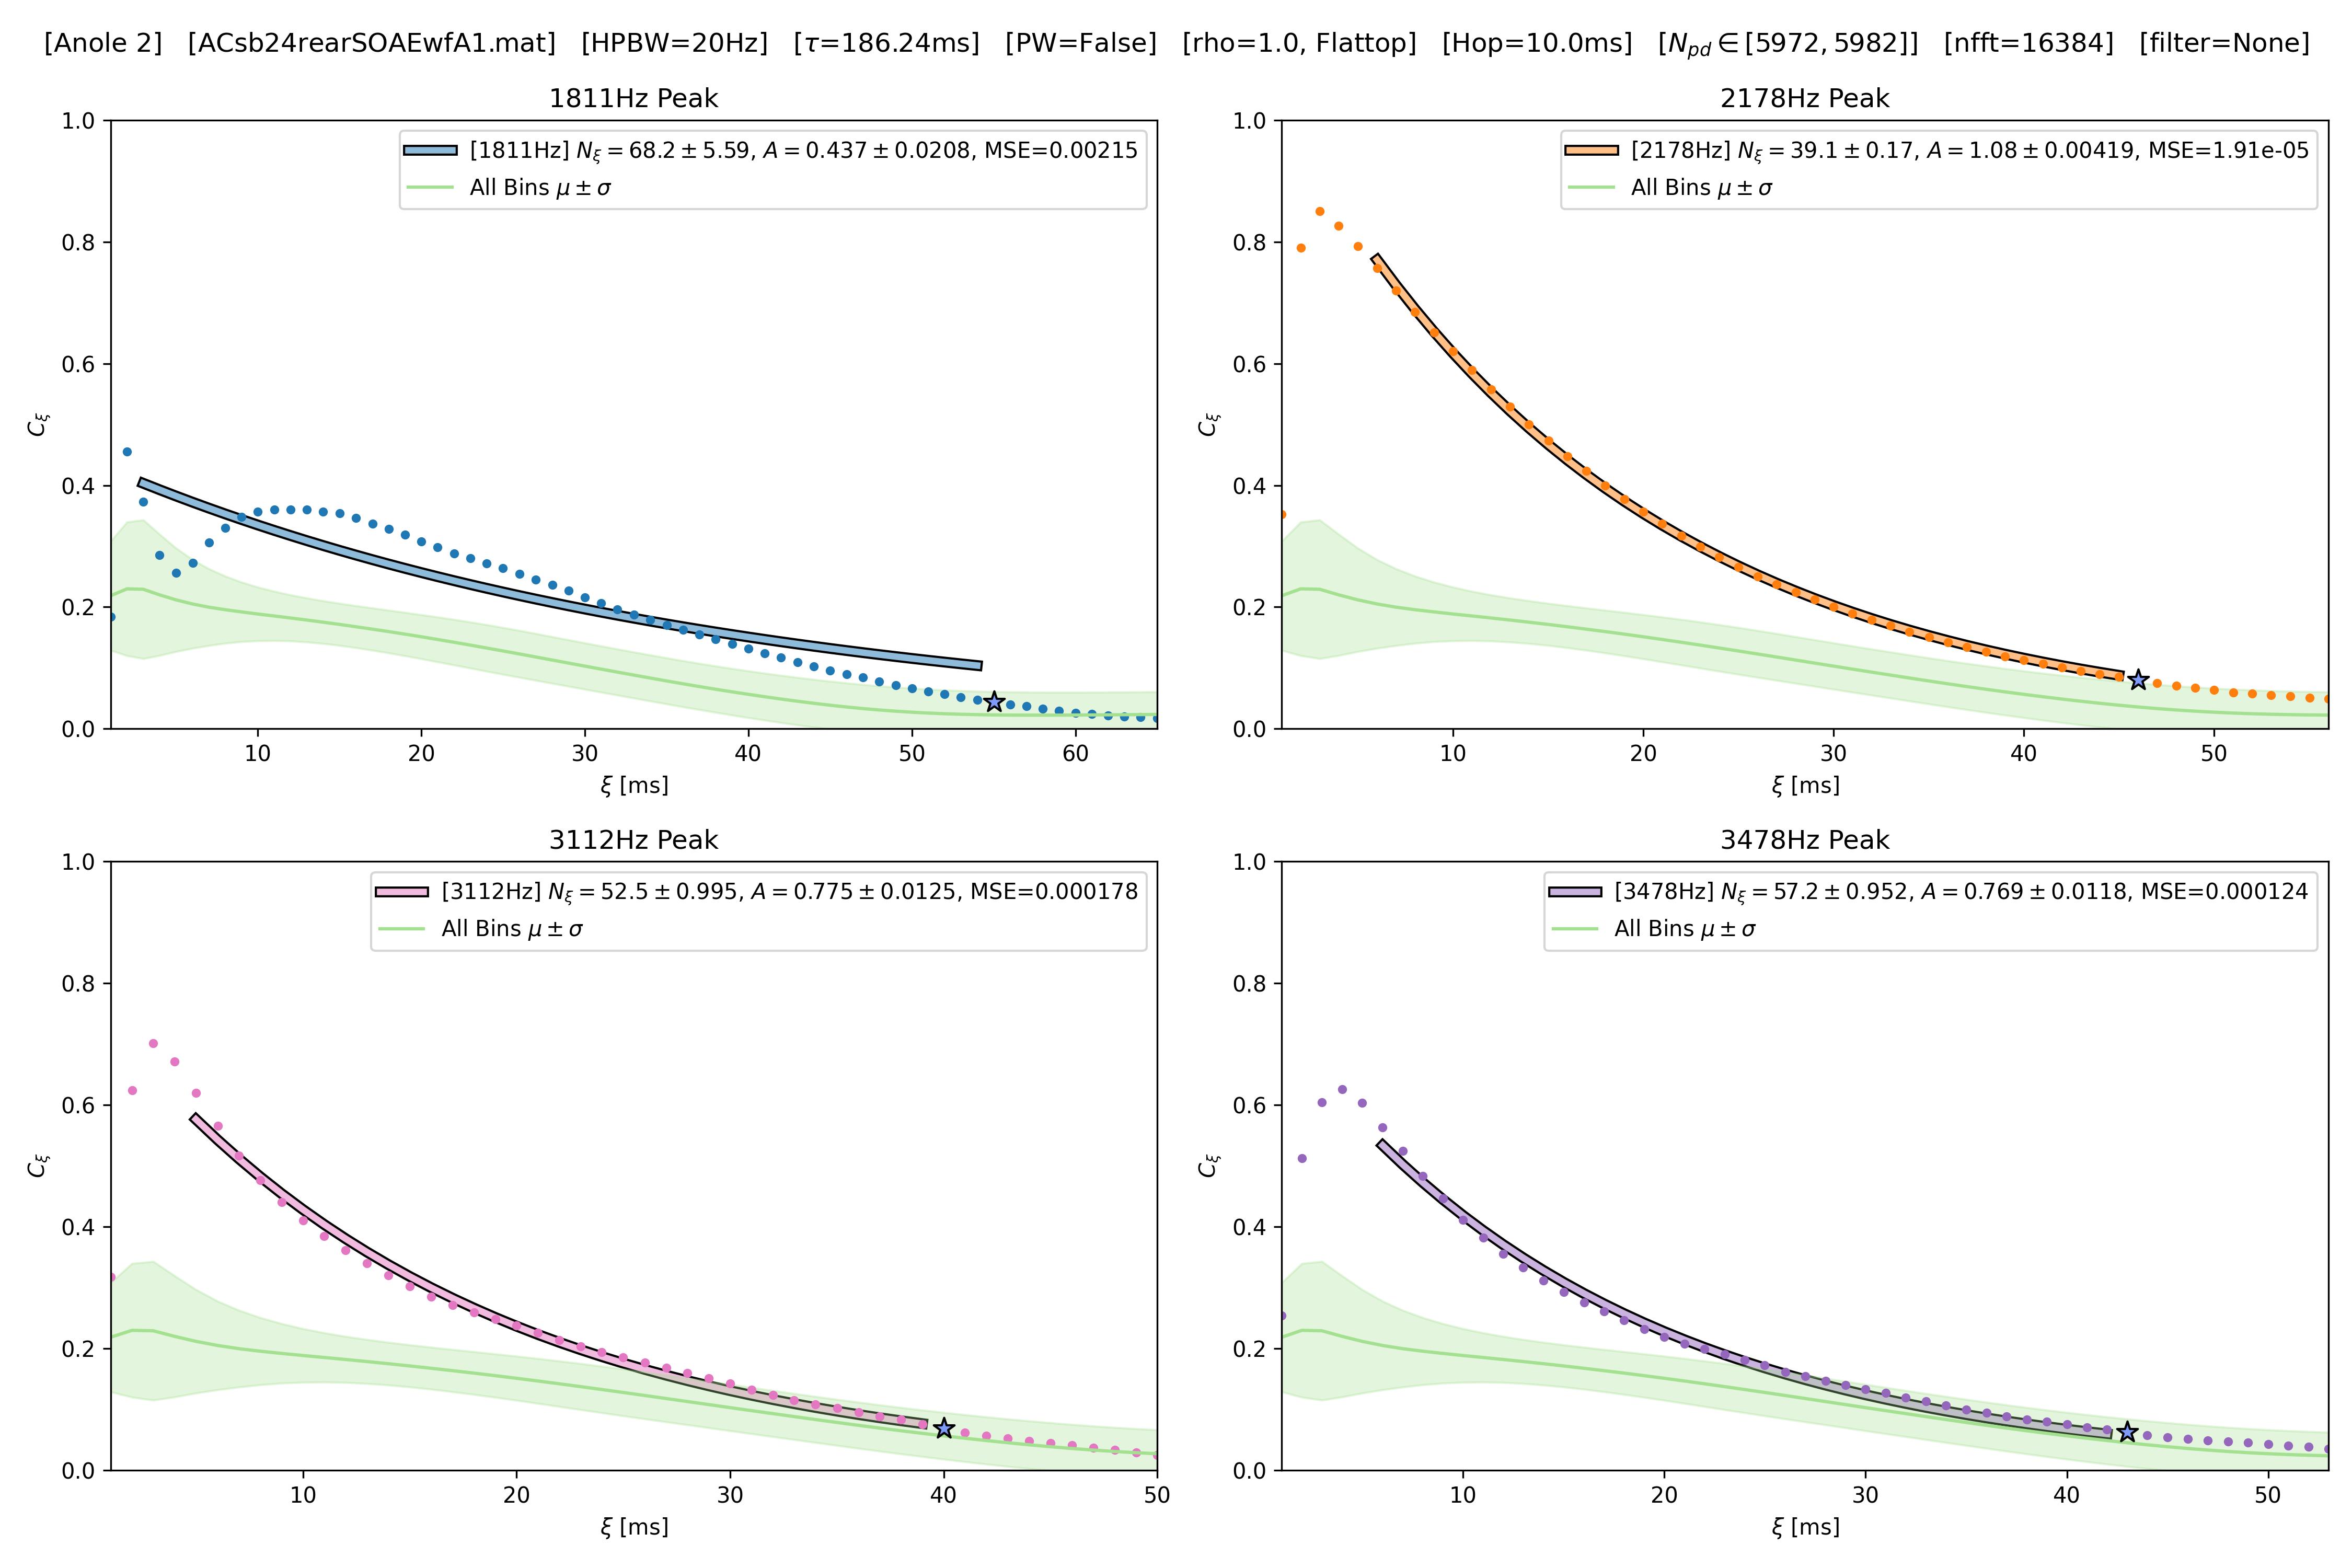 [Anole 2] [ACsb24rearSOAEwfA1.mat] [HPBW=20Hz] [τ=186.24ms] [PW=False] [rho=1.0, Flattop] [Hop=10.0ms] [N_{pd} ∈ [5972, 5982]] [nfft=16384] [filter=None]
1811Hz Peak
[1811Hz] N_ξ = 68.2 ± 5.59, A = 0.437 ± 0.0208, MSE=0.00215
All Bins μ ± σ
1.0
0.8
0.6
0.4
0.2
0.0
C_ξ
10 20 30 40 50 60
ξ [ms]
2178Hz Peak
[2178Hz] N_ξ = 39.1 ± 0.17, A = 1.08 ± 0.00419, MSE=1.91e-05
All Bins μ ± σ
1.0
0.8
0.6
0.4
0.2
0.0
C_ξ
10 20 30 40 50
ξ [ms]
3112Hz Peak
[3112Hz] N_ξ = 52.5 ± 0.995, A = 0.775 ± 0.0125, MSE=0.000178
All Bins μ ± σ
1.0
0.8
0.6
0.4
0.2
0.0
C_ξ
10 20 30 40 50
ξ [ms]
3478Hz Peak
[3478Hz] N_ξ = 57.2 ± 0.952, A = 0.769 ± 0.0118, MSE=0.000124
All Bins μ ± σ
1.0
0.8
0.6
0.4
0.2
0.0
C_ξ
10 20 30 40 50
ξ [ms]